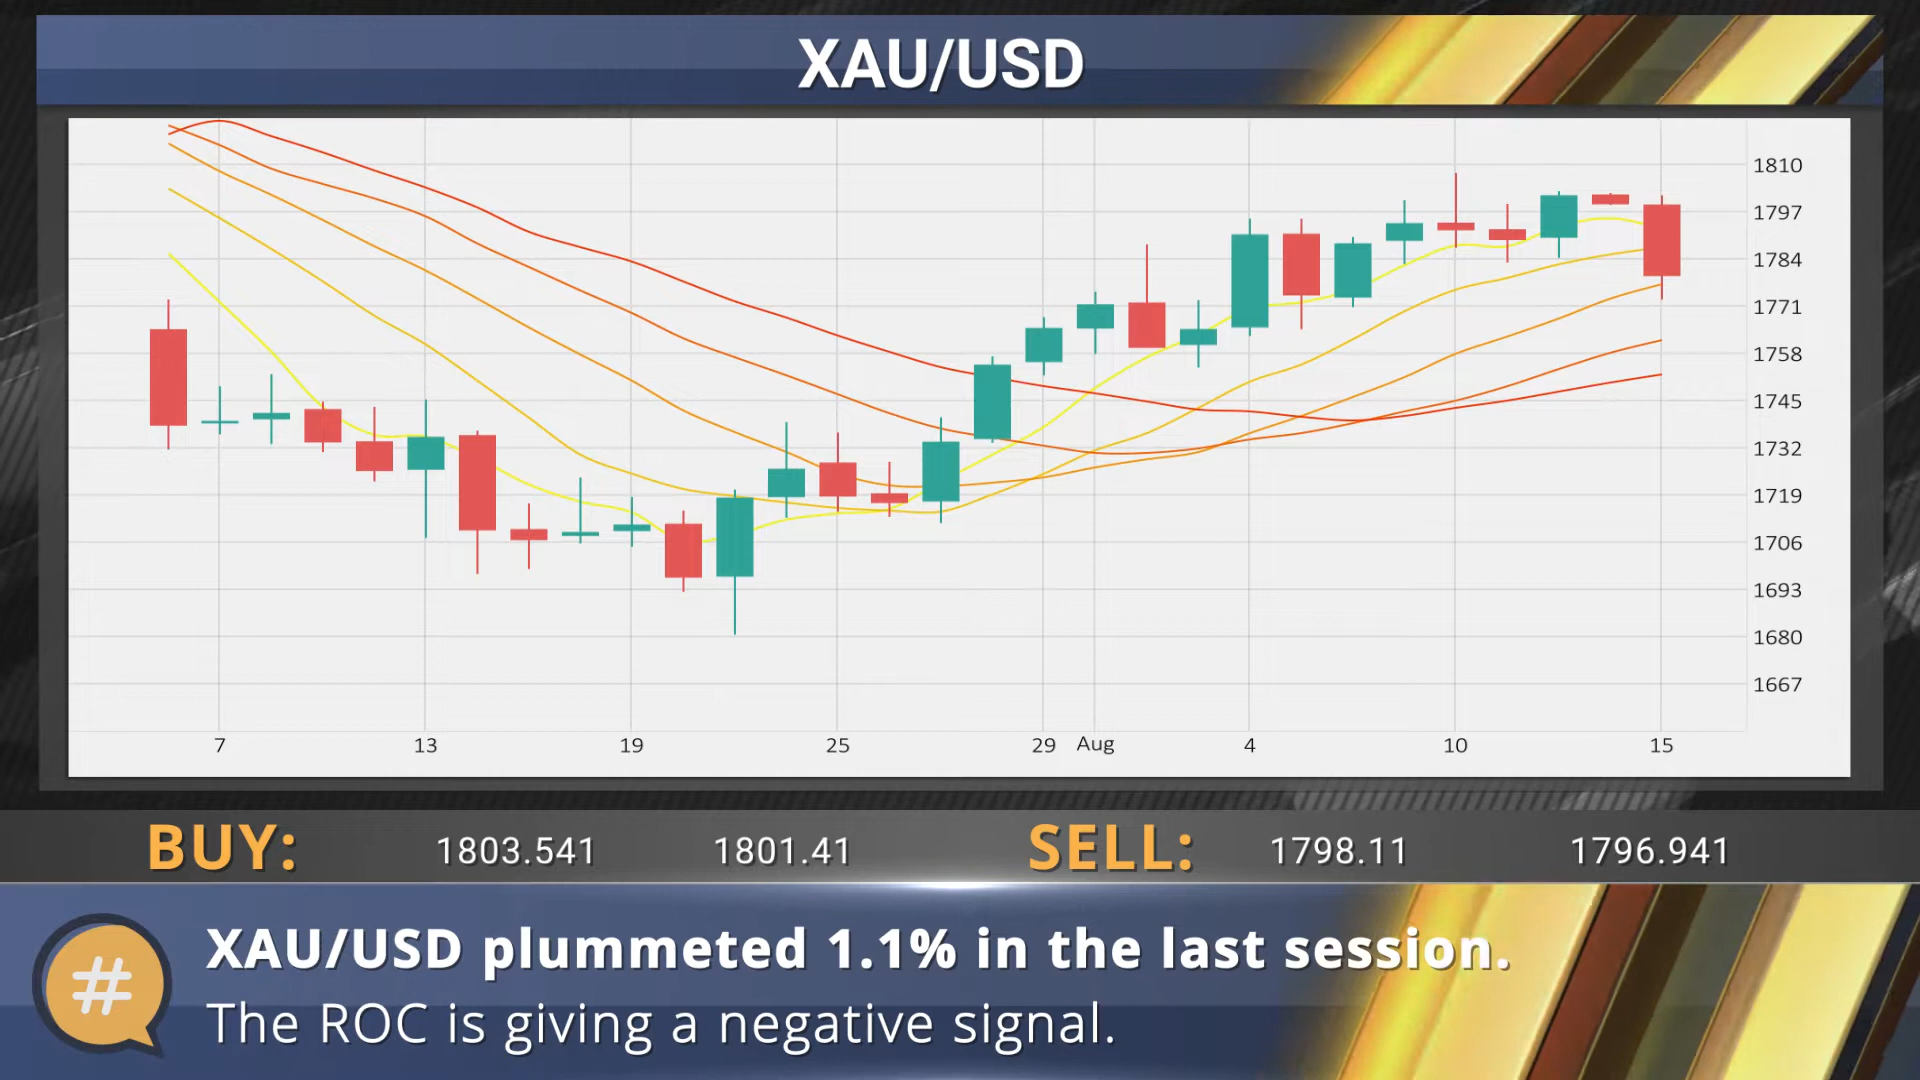 XAU/USD
1810
1797
1784
1771
1758
1745
1732
1719
1706
1693
1680
1667
7 13 19 25 29 Aug 4 10 15
BUY: 1803.541 1801.41 SELL: 1798.11 1796.941
#
XAU/USD plummeted 1.1% in the last session.
The ROC is giving a negative signal.